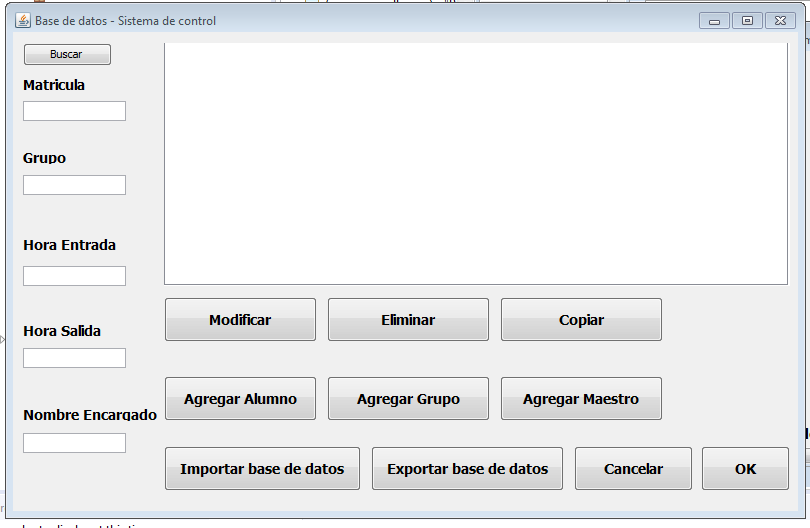 Base de datos - Sistema de control
Buscar
Matricula
Grupo
Hora Entrada
Hora Salida
Nombre Encargado
Modificar
Eliminar
Copiar
Agregar Alumno
Agregar Grupo
Agregar Maestro
Importar base de datos
Exportar base de datos
Cancelar
OK